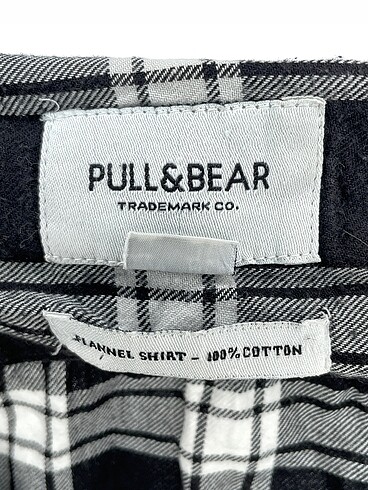 PULL&BEAR
TRADEMARK CO.
FLANNEL SHIRT - 100% COTTON